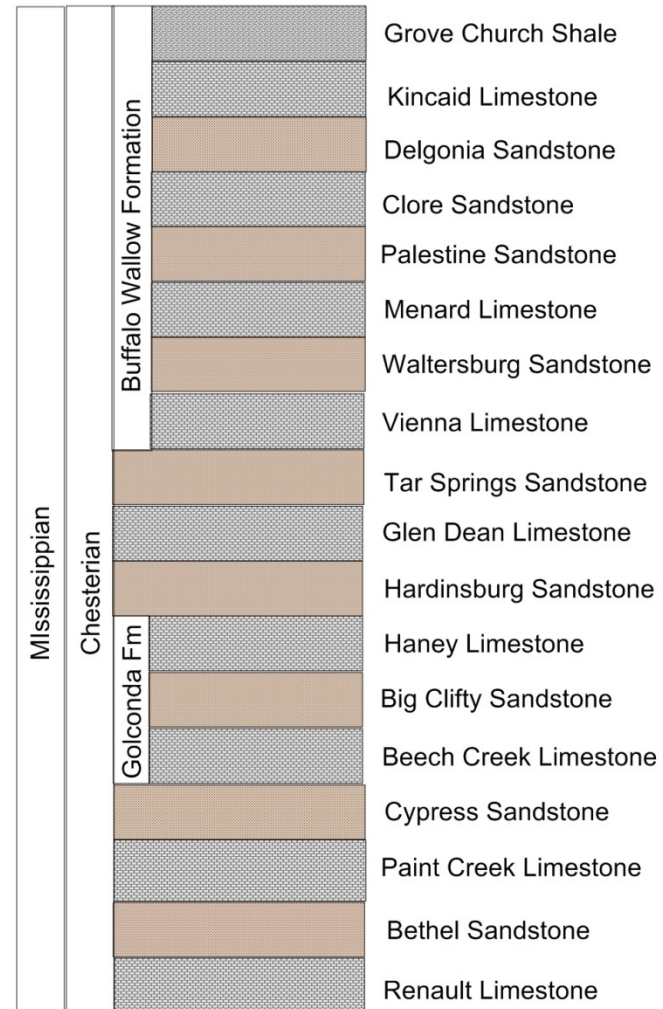 MIssissippian
Chesterian
Buffalo Wallow Formation
Golconda Fm
Grove Church Shale
Kincaid Limestone
Delgonia Sandstone
Clore Sandstone
Palestine Sandstone
Menard Limestone
Waltersburg Sandstone
Vienna Limestone
Tar Springs Sandstone
Glen Dean Limestone
Hardinsburg Sandstone
Haney Limestone
Big Clifty Sandstone
Beech Creek Limestone
Cypress Sandstone
Paint Creek Limestone
Bethel Sandstone
Renault Limestone